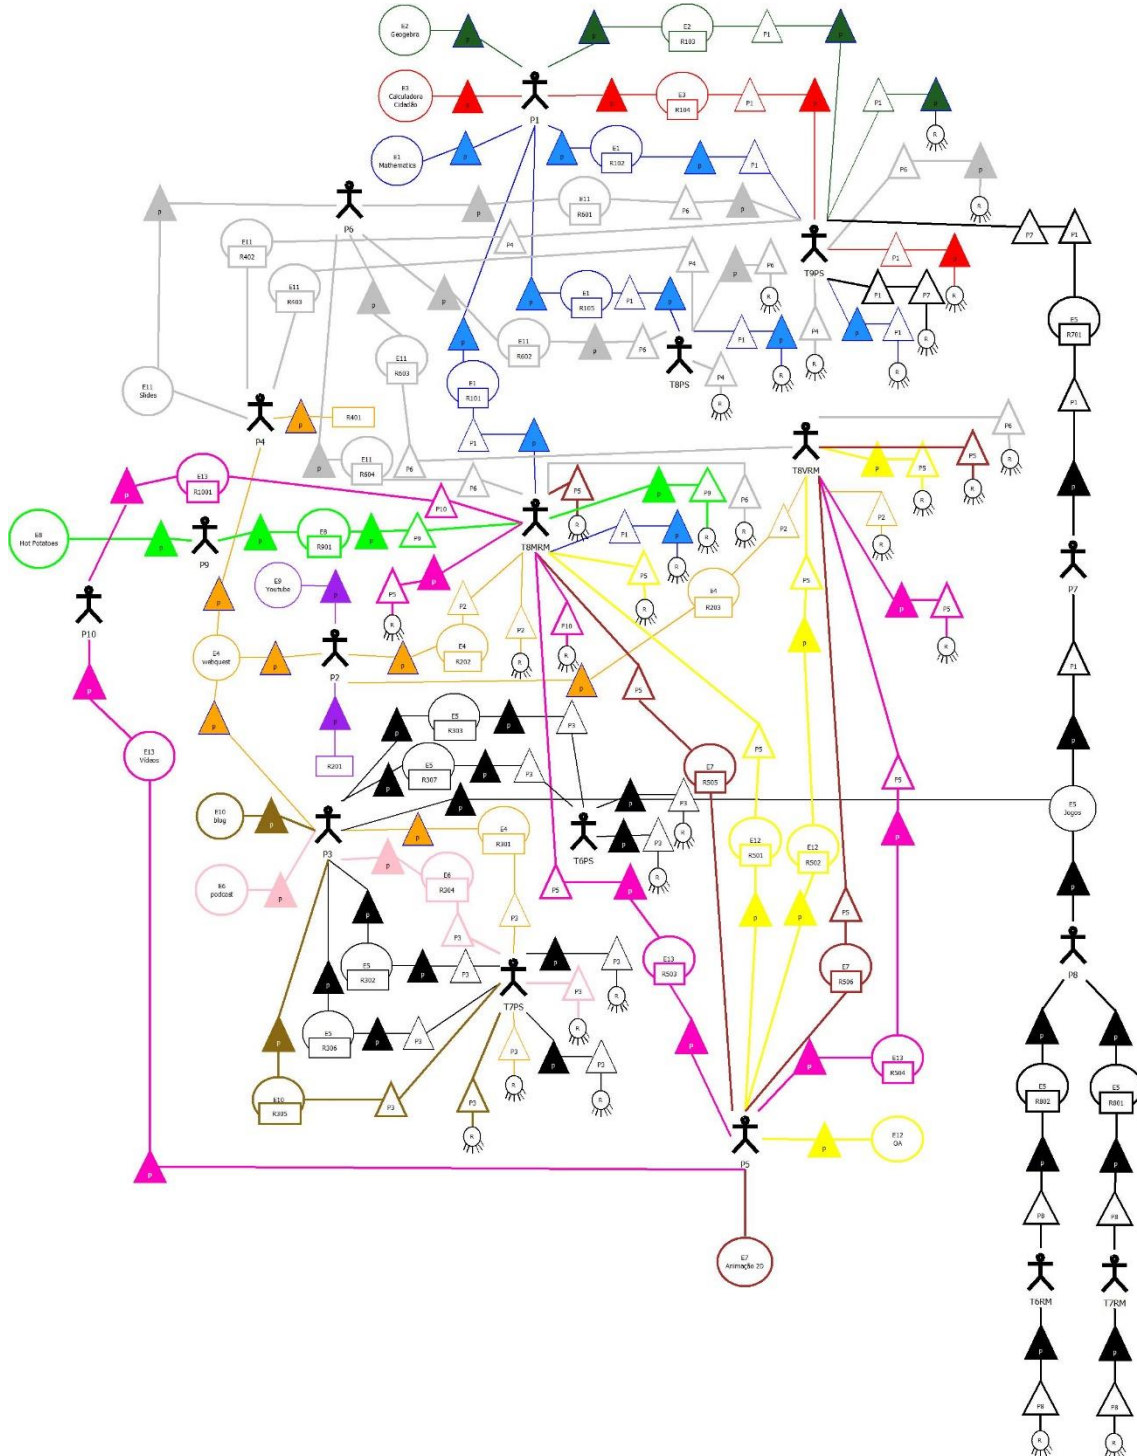 E2
Geogebra
p
p
E2
R103
P1
p
E3
Calculadora
Cidadão
p
P1
p
E3
R104
P1
p
P1
p
R
E1
Mathematics
p
p
E1
R102
p
P1
P6
p
R
p
P6
p
E11
R601
P6
p
E11
R402
P4
T9PS
P7
P1
P1
p
R
E11
R403
p
p
P4
p
P6
R
P1
P7
R
p
E1
R105
P1
p
E5
R701
p
E11
R602
p
P6
T8PS
P1
p
R
P4
R
p
P1
R
E11
R603
E11
Slides
P4
p
R401
E1
R101
P4
R
P1
P1
p
p
E11
R604
P6
P6
T8VRM
p
P5
R
P5
R
P6
R
p
p
E13
R1001
P10
T8MRM
P5
R
p
P9
R
P6
R
P2
P2
R
E8
Hot Potatoes
p
P9
p
E8
R901
p
P9
P1
p
R
P10
E9
Youtube
p
P5
R
p
P2
P2
R
P10
R
P5
R
E4
R203
P5
p
P5
R
P7
E4
webquest
p
P2
p
E4
R202
p
p
P1
p
p
p
P5
p
E13
Vídeos
R201
p
E5
R303
p
P3
P5
E7
R505
P5
p
E5
R307
p
P3
p
E5
Jogos
E10
blog
p
P3
p
E4
R301
T6PS
p
P3
R
p
P3
R
E12
R501
E12
R502
p
E6
podcast
p
p
E6
R304
P3
P5
p
p
p
P5
p
P3
p
E5
R302
p
P3
T7PS
p
P3
R
P3
R
E13
R503
E7
R506
P8
p
E5
R306
p
P3
P3
R
p
P3
R
p
p
E13
R504
p
p
E10
R305
P3
P3
R
P5
p
E12
OA
E5
R802
E5
R801
p
p
p
E7
Animação 2D
P8
P8
T6RM
T7RM
p
p
P8
P8
R
R